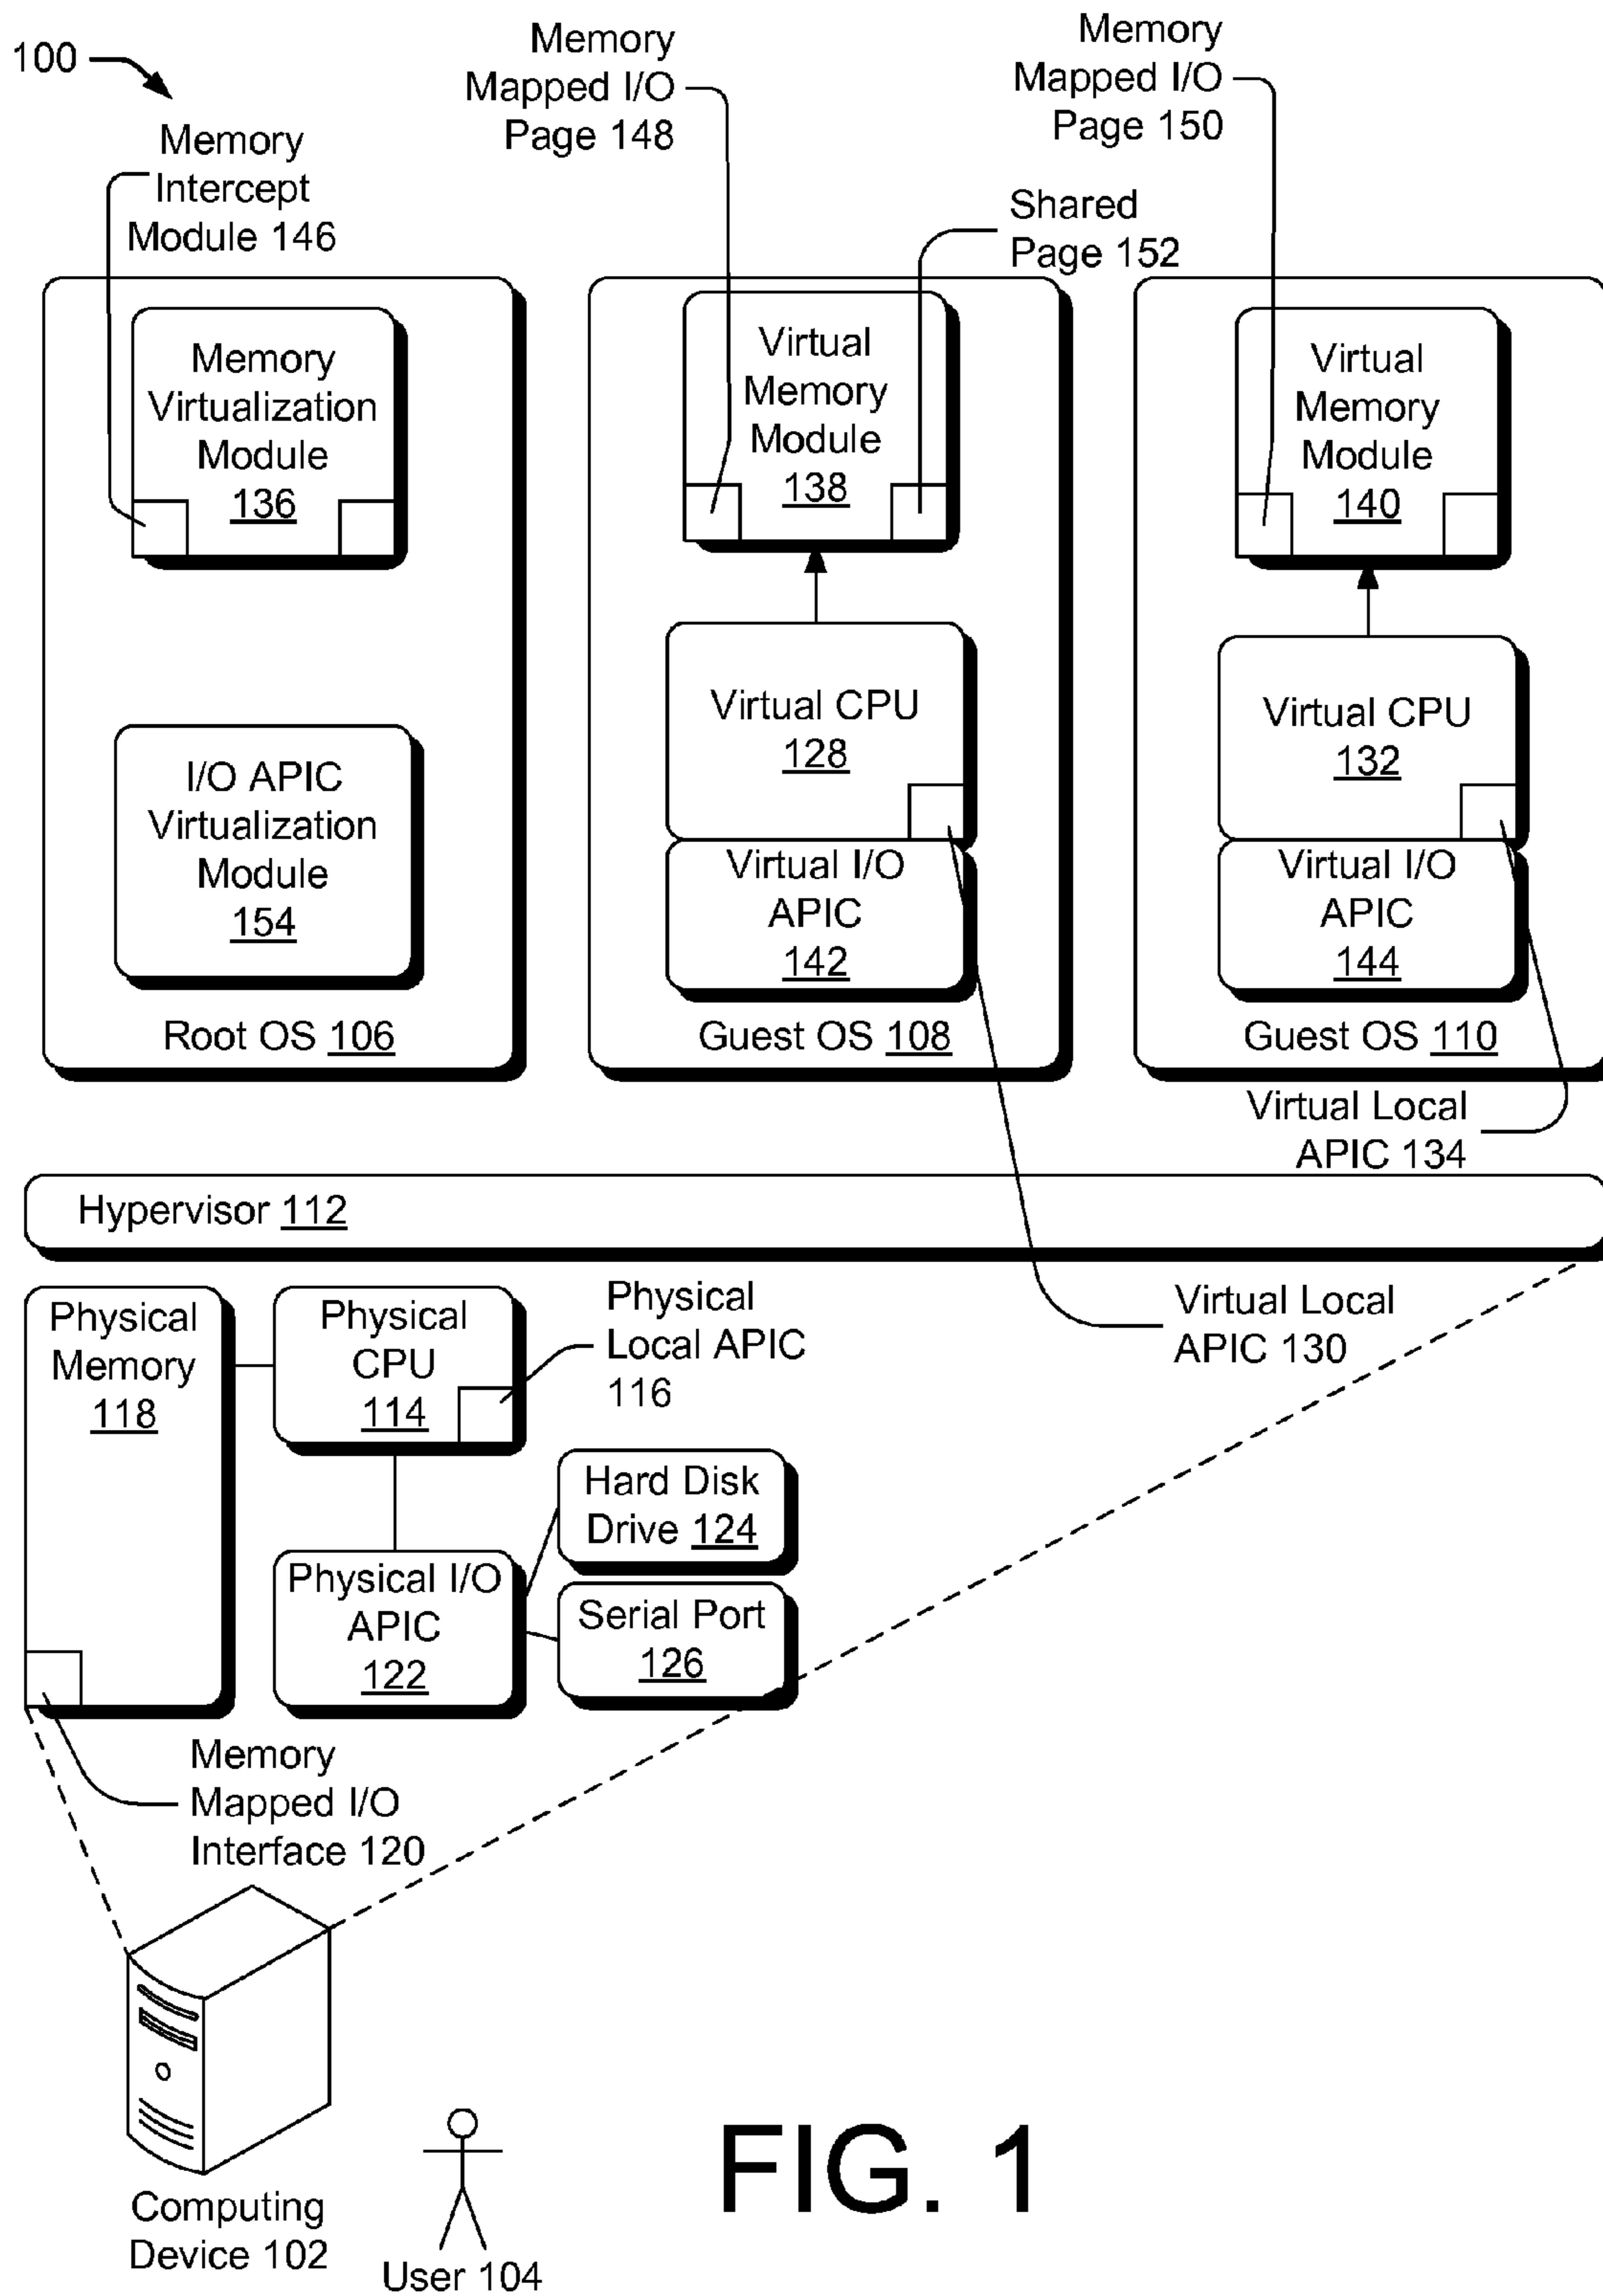 100
Memory
Intercept
Module 146
Memory
Mapped I/O
Page 148
Memory
Mapped I/O
Page 150
Shared
Page 152
Memory
Virtualization
Module
136
I/O APIC
Virtualization
Module
154
Root OS 106
Virtual
Memory
Module
138
Virtual CPU
128
Virtual I/O
APIC
142
Guest OS 108
Virtual
Memory
Module
140
Virtual CPU
132
Virtual I/O
APIC
144
Guest OS 110
Virtual Local
APIC 134
Hypervisor 112
Physical
Memory
118
Physical
CPU
114
Physical
Local APIC
116
Virtual Local
APIC 130
Hard Disk
Drive 124
Physical I/O
APIC
122
Serial Port
126
Memory
Mapped I/O
Interface 120
Computing
Device 102
User 104
FIG. 1